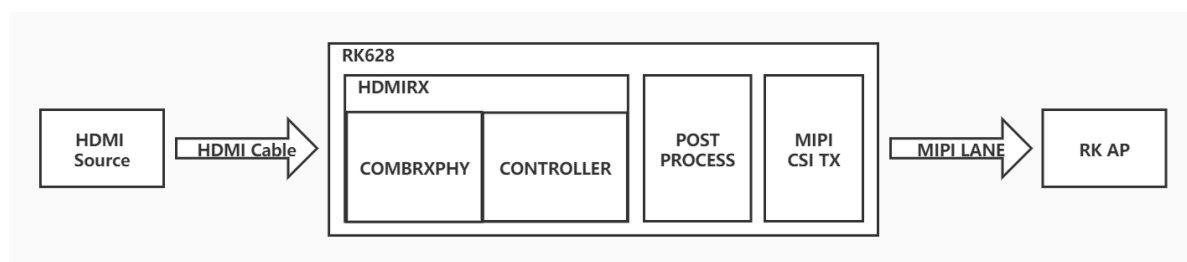 RK628
HDMIRX
HDMI
Source
HDMI Cable
COMBRXPHY
CONTROLLER
POST
PROCESS
MIPI
CSI TX
MIPI LANE
RK AP